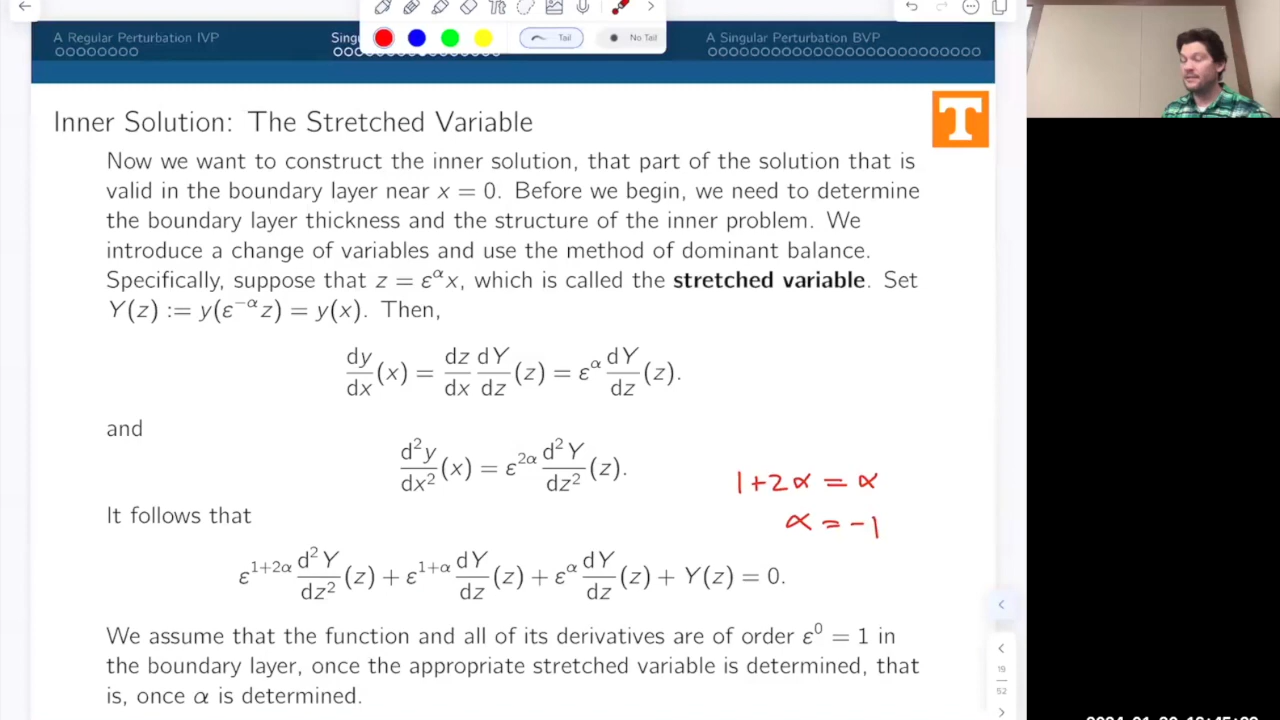 A Regular Perturbation IVP
Singu
A Singular Perturbation BVP
Tail
No Tail
Inner Solution: The Stretched Variable
T
Now we want to construct the inner solution, that part of the solution that is
valid in the boundary layer near x = 0. Before we begin, we need to determine
the boundary layer thickness and the structure of the inner problem. We
introduce a change of variables and use the method of dominant balance.
Specifically, suppose that z = ε^α x, which is called the stretched variable. Set
Y(z) := y(ε^{-α} z) = y(x). Then,
dy/dx (x) = dz/dx dY/dz (z) = ε^α dY/dz (z).
and
d²y/dx² (x) = ε^{2α} d²Y/dz² (z).
1+2α = α
α = -1
It follows that
ε^{1+2α} d²Y/dz² (z) + ε^{1+α} dY/dz (z) + ε^α dY/dz (z) + Y(z) = 0.
We assume that the function and all of its derivatives are of order ε⁰ = 1 in
the boundary layer, once the appropriate stretched variable is determined, that
is, once α is determined.
19
52